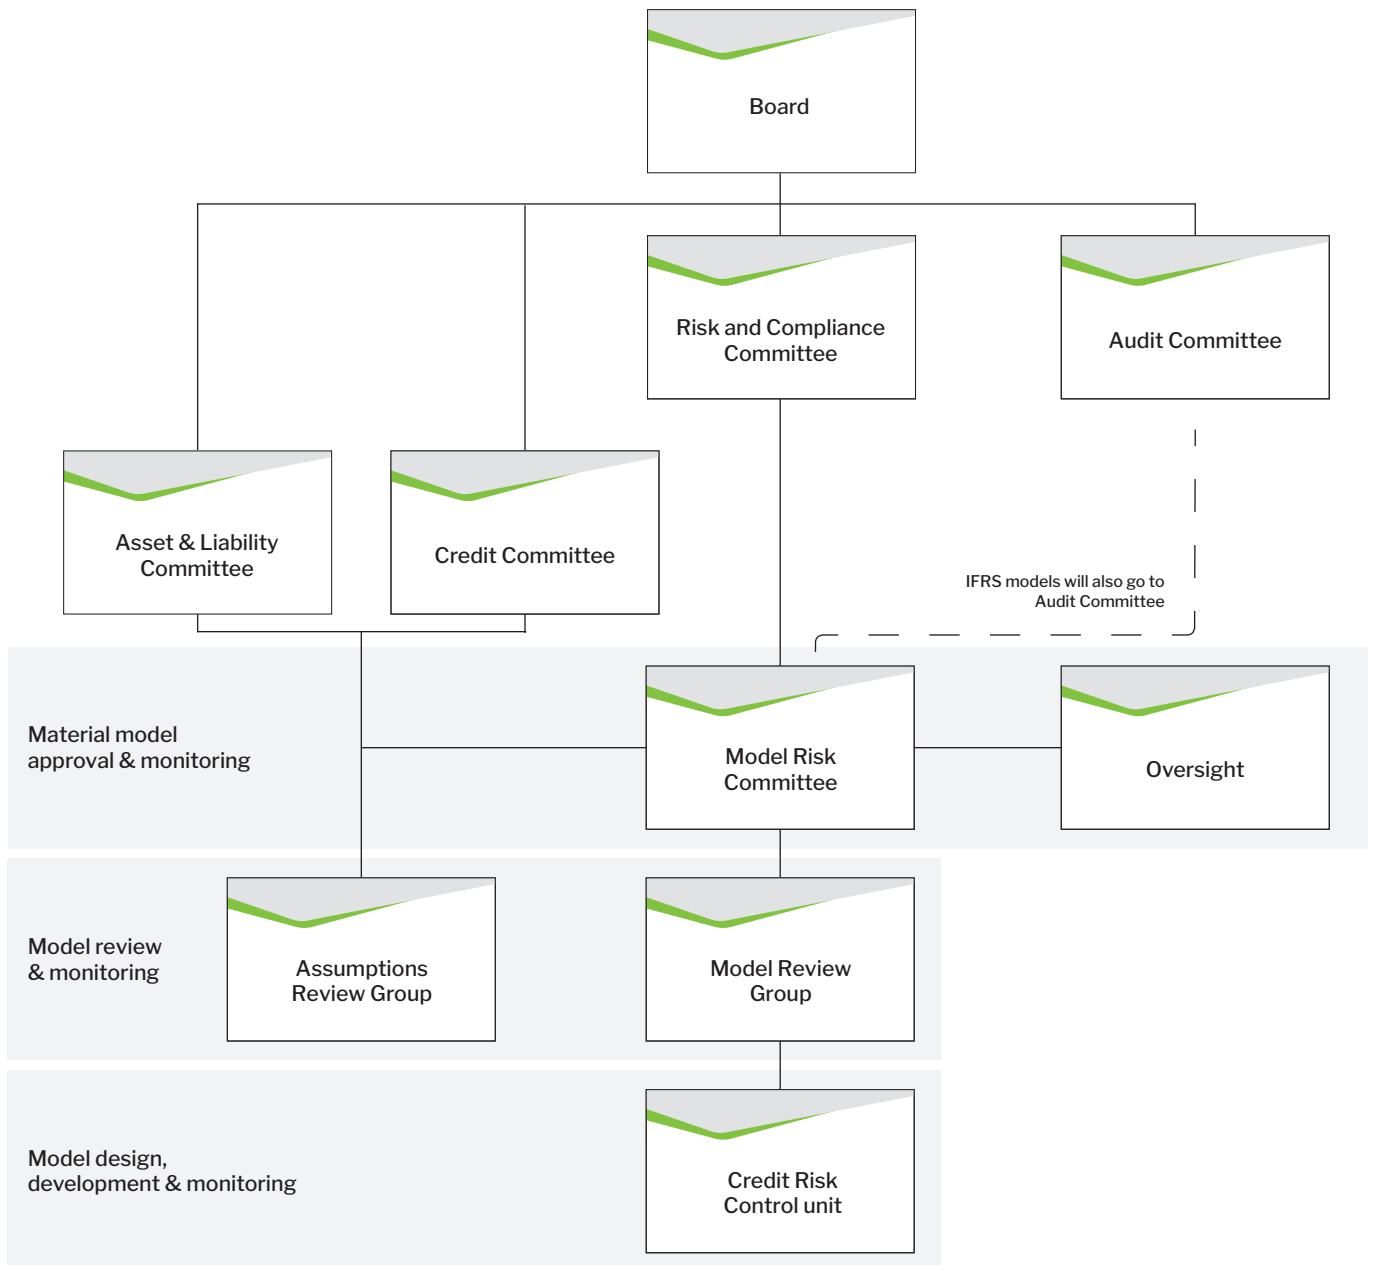 Board
Risk and Compliance
Committee
Audit Committee
Asset & Liability
Committee
Credit Committee
IFRS models will also go to
Audit Committee
Material model
approval & monitoring
Model Risk
Committee
Oversight
Model review
& monitoring
Assumptions
Review Group
Model Review
Group
Model design,
development & monitoring
Credit Risk
Control unit